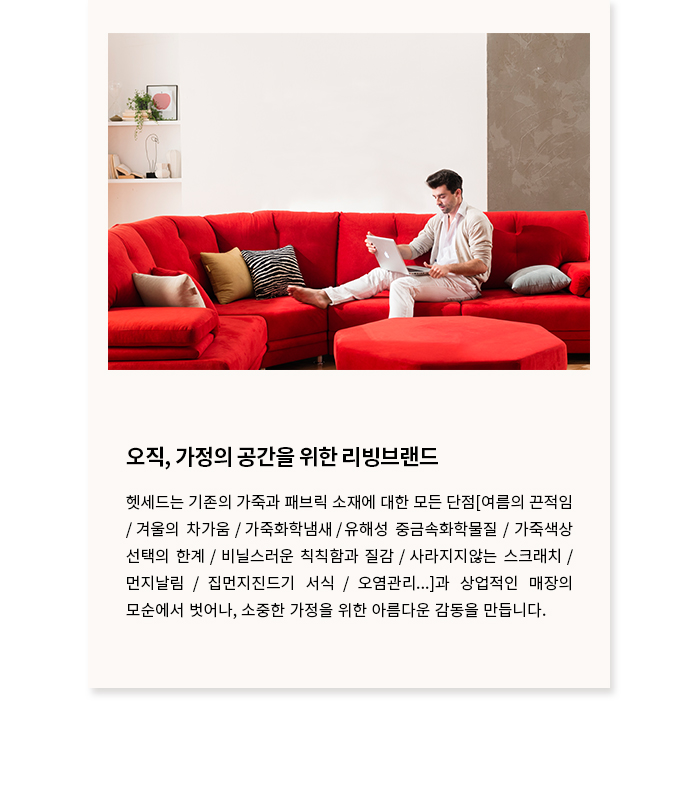 오직, 가정의 공간을 위한 리빙브랜드
헷세드는 기존의 가죽과 패브릭 소재에 대한 모든 단점[여름의 끈적임
/ 겨울의 차가움 / 가죽화학냄새 / 유해성 중금속화학물질 / 가죽색상
선택의 한계 / 비닐스러운 칙칙함과 질감 / 사라지지않는 스크래치 /
먼지날림 / 집먼지진드기 서식 / 오염관리...]과 상업적인 매장의
모순에서 벗어나, 소중한 가정을 위한 아름다운 감동을 만듭니다.